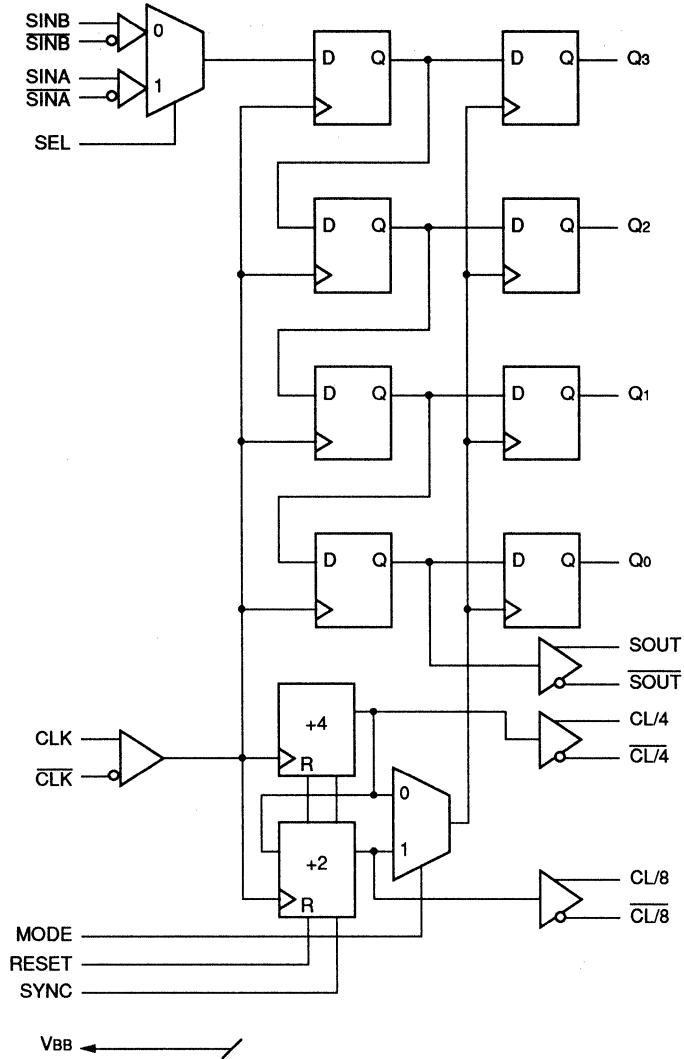 SINB
SINB
SINA
SINA
SEL
0
1
D Q
D Q
Q3
D Q
D Q
Q2
D Q
D Q
Q1
D Q
D Q
Q0
SOUT
SOUT
CLK
CLK
+4
R
CL/4
CL/4
0
1
+2
R
CL/8
CL/8
MODE
RESET
SYNC
VBB